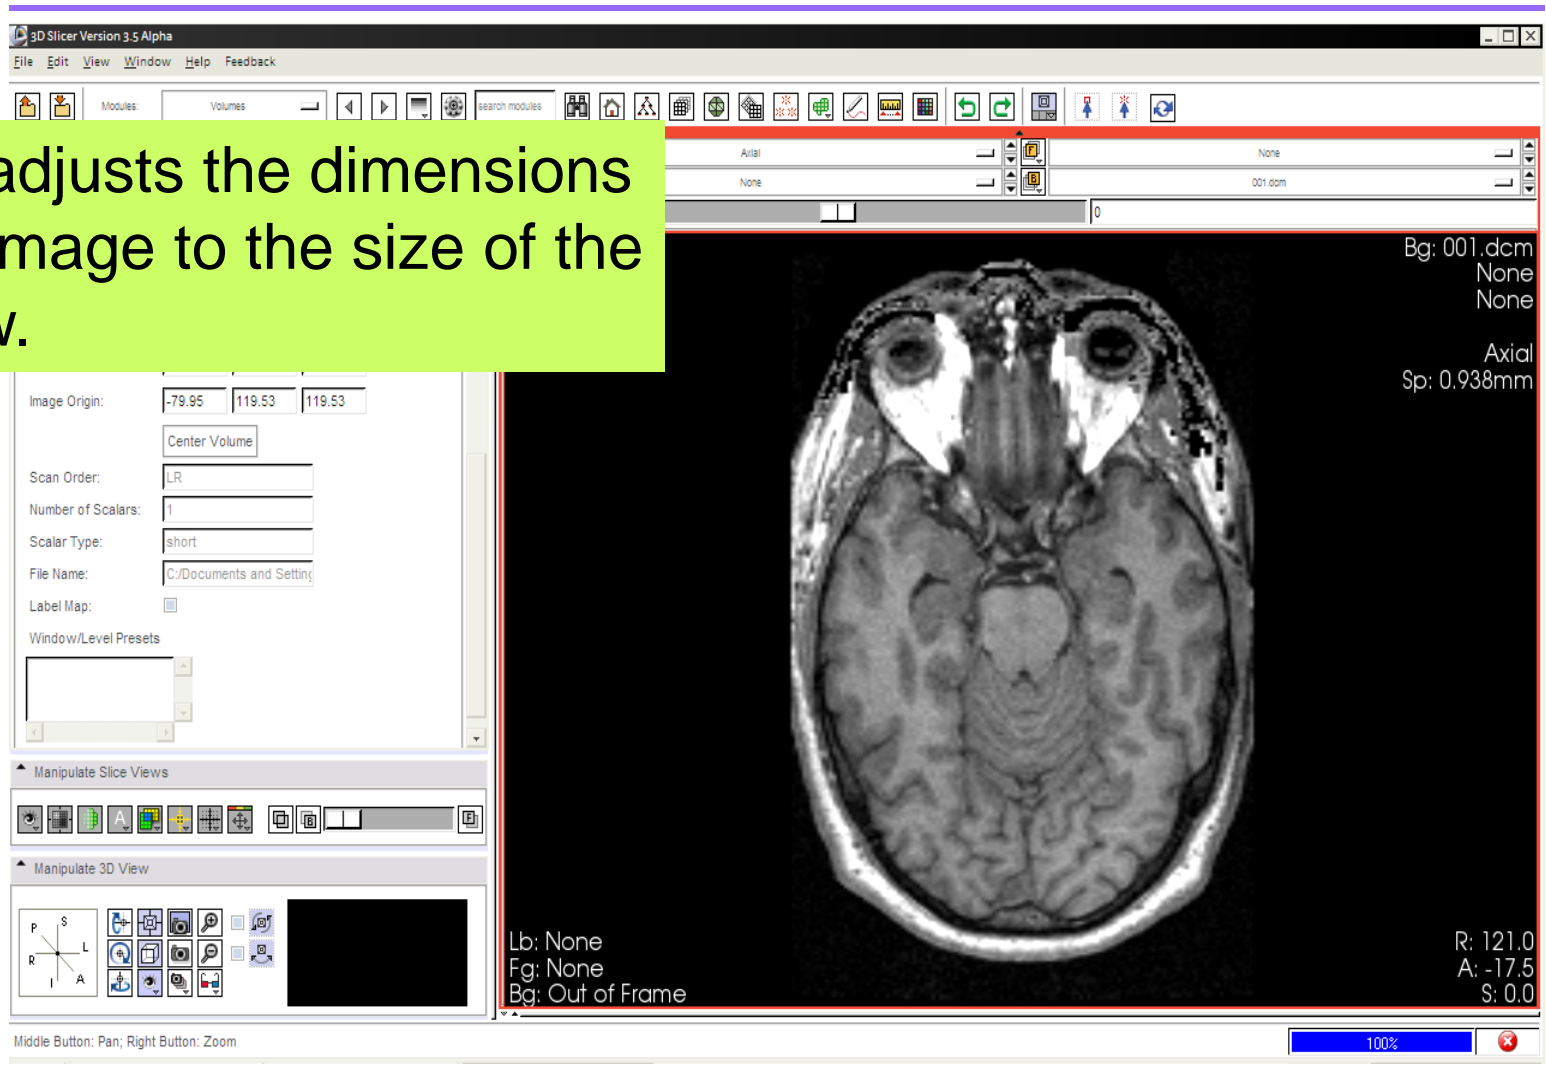 3D Slicer Version 3.5 Alpha
File Edit View Window Help Feedback
Modules: Volumes search modules
adjusts the dimensions
mage to the size of the
w.
Axial F None
None B 001.dcm
0
Bg: 001.dcm
None
None
Axial
Sp: 0.938mm
Image Origin: -79.95 119.53 119.53
Center Volume
Scan Order: LR
Number of Scalars: 1
Scalar Type: short
File Name: C:/Documents and Setting
Label Map:
Window/Level Presets
Manipulate Slice Views
A B F
Manipulate 3D View
P S
R L
I A
Lb: None
Fg: None
Bg: Out of Frame
R: 121.0
A: -17.5
S: 0.0
Middle Button: Pan; Right Button: Zoom
100%